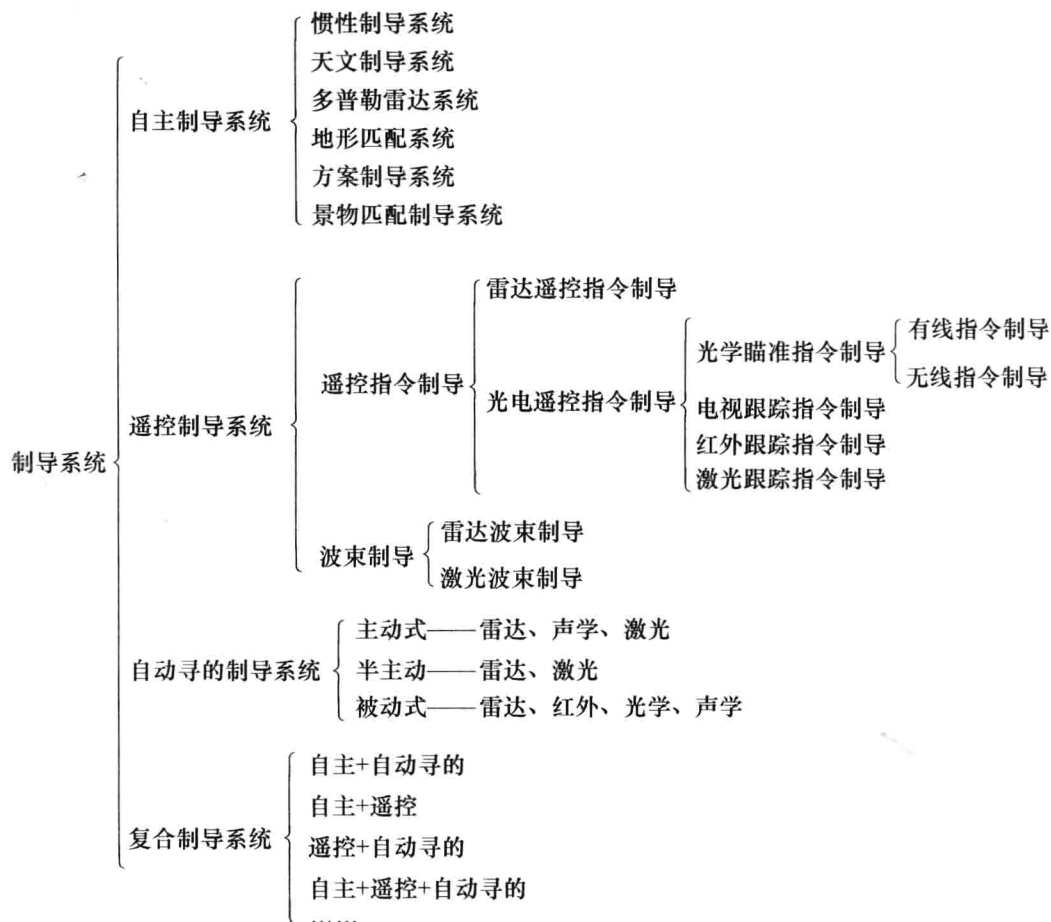 制导系统
自主制导系统
惯性制导系统
天文制导系统
多普勒雷达系统
地形匹配系统
方案制导系统
景物匹配制导系统
遥控制导系统
遥控指令制导
雷达遥控指令制导
光电遥控指令制导
光学瞄准指令制导
有线指令制导
无线指令制导
电视跟踪指令制导
红外跟踪指令制导
激光跟踪指令制导
波束制导
雷达波束制导
激光波束制导
自动寻的制导系统
主动式——雷达、声学、激光
半主动——雷达、激光
被动式——雷达、红外、光学、声学
复合制导系统
自主+自动寻的
自主+遥控
遥控+自动寻的
自主+遥控+自动寻的
……